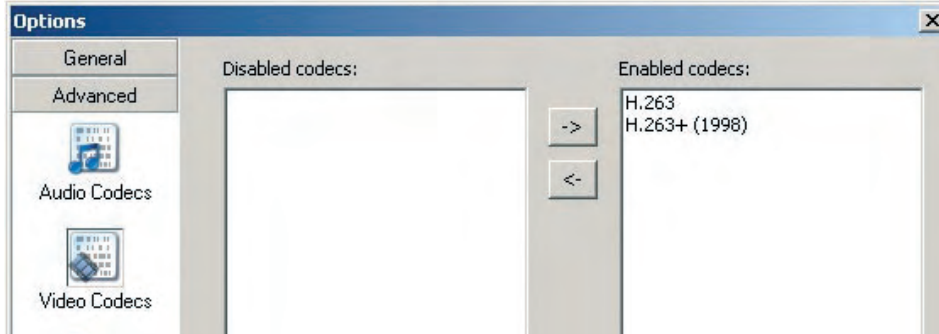 Options
General
Advanced
Audio Codecs
Video Codecs
Disabled codecs:
->
<-
Enabled codecs:
H.263
H.263+ (1998)